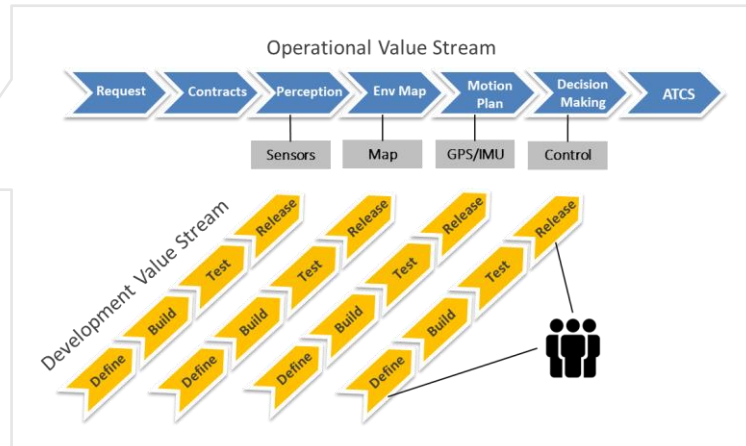 Operational Value Stream
Request
Contracts
Perception
Env Map
Motion
Plan
Decision
Making
ATCS
Sensors
Map
GPS/IMU
Control
Development Value Stream
Define
Build
Test
Release
Define
Build
Test
Release
Define
Build
Test
Release
Define
Build
Test
Release